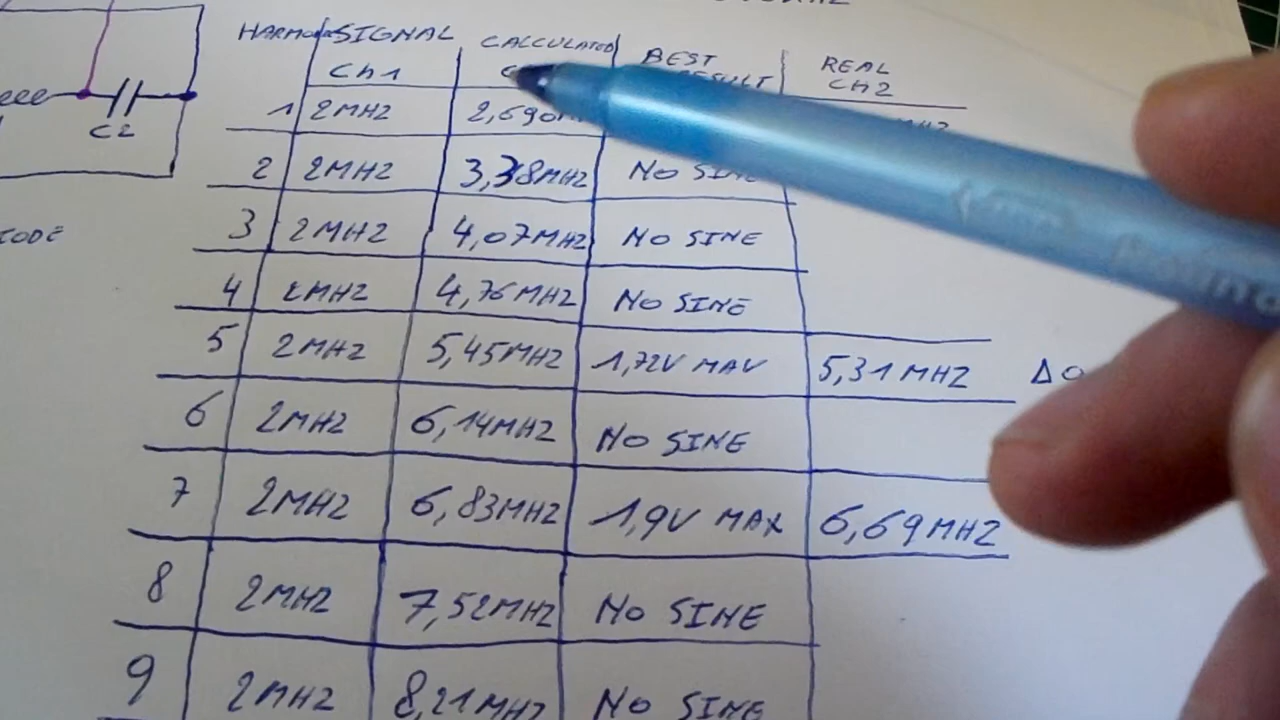 HARMO SIGNAL CALCULATED BEST REAL
Ch1 CH2
1 2MHZ 2,690
2 2MHZ 3,38MHZ NO SINE
3 2MHZ 4,07MHZ NO SINE
4 2MHZ 4,76MHZ NO SINE
5 2MHZ 5,45MHZ 1,72V MAV 5,31MHZ Δ
6 2MHZ 6,14MHZ NO SINE
7 2MHZ 6,83MHZ 1,9V MAX 6,69MHZ
8 2MHZ 7,52MHZ NO SINE
9 2MHZ 8,21MHZ NO SINE
C2